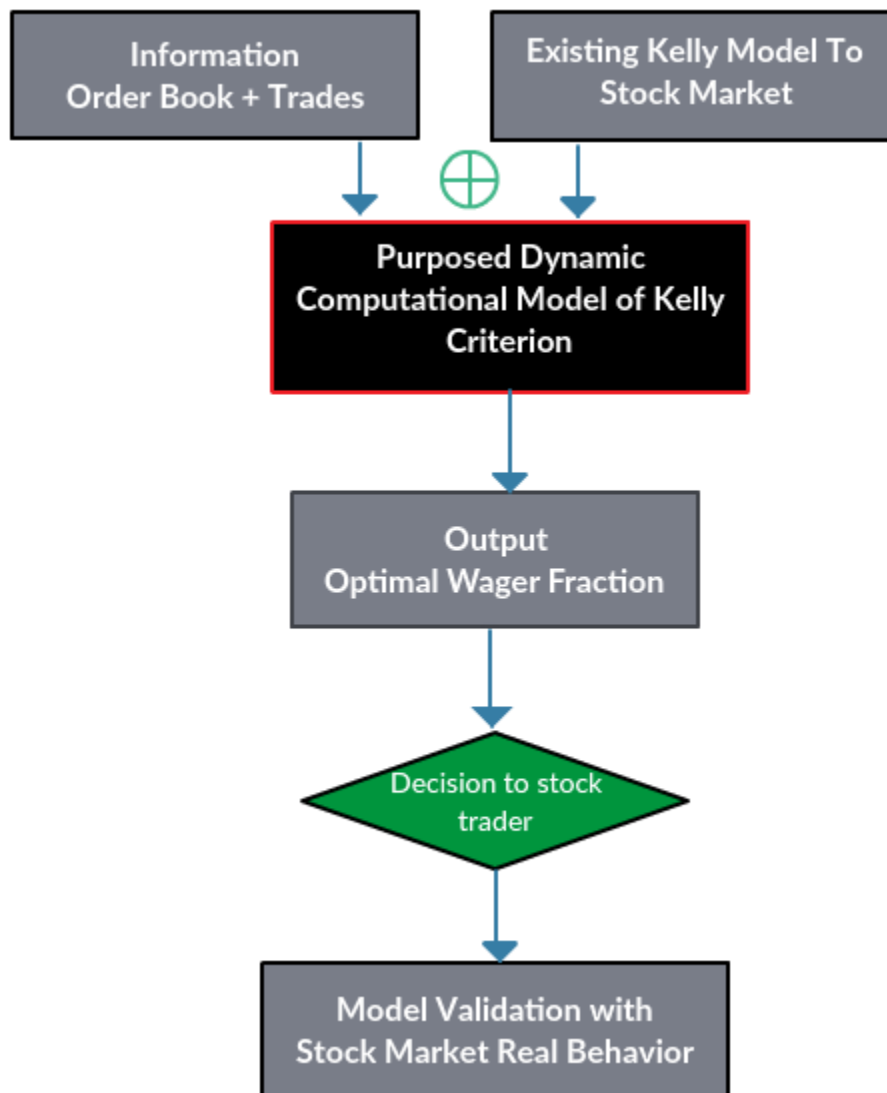 Information
Order Book + Trades
Existing Kelly Model To
Stock Market
Purposed Dynamic
Computational Model of Kelly
Criterion
Output
Optimal Wager Fraction
Decision to stock
trader
Model Validation with
Stock Market Real Behavior